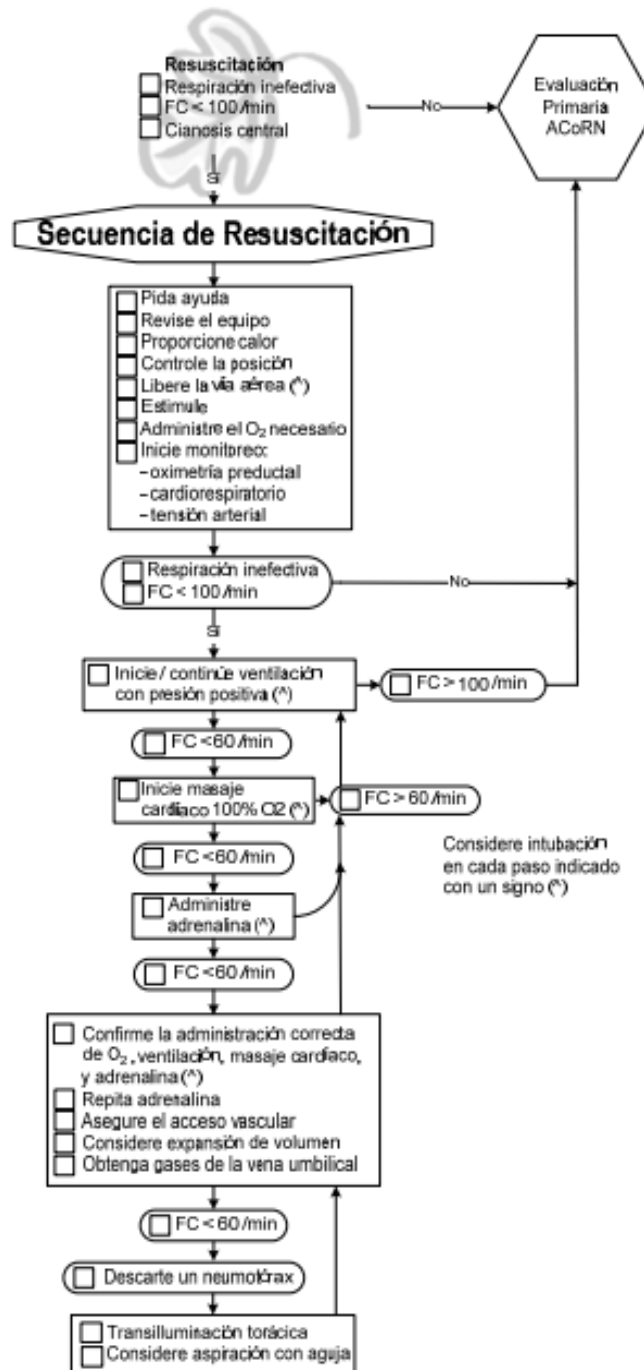 Resuscitación
Respiración inefectiva
FC < 100/min
Cianosis central
No
Evaluación
Primaria
ACoRN
Sí
Secuencia de Resuscitación
Pida ayuda
Revise el equipo
Proporcione calor
Controle la posición
Libere la vía aérea (^)
Estimule
Administre el O₂ necesario
Inicie monitoreo:
–oximetría preductal
–cardiorespiratorio
–tensión arterial
Respiración inefectiva
FC < 100/min
No
Sí
Inicie / continúe ventilación
con presión positiva (^)
FC > 100/min
FC <60/min
Inicie masaje
cardíaco 100% O2 (^)
FC > 60/min
FC <60/min
Considere intubación
en cada paso indicado
con un signo (^)
Administre
adrenalina (^)
FC <60/min
Confirme la administración correcta
de O₂, ventilación, masaje cardíaco,
y adrenalina (^)
Repita adrenalina
Asegure el acceso vascular
Considere expansión de volumen
Obtenga gases de la vena umbilical
FC <60/min
Descarte un neumotórax
Transilluminación torácica
Considere aspiración con aguja